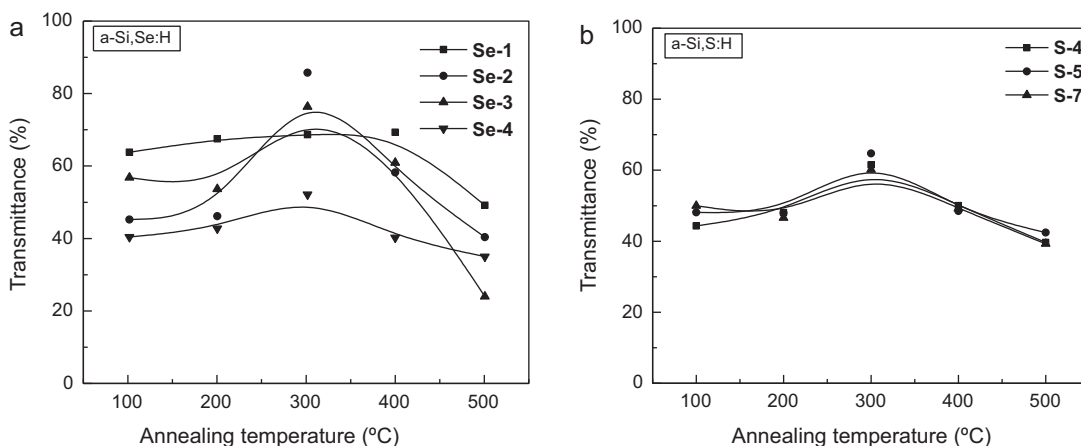 a
a-Si,Se:H
Se-1
Se-2
Se-3
Se-4
Transmittance (%)
100
80
60
40
20
0
100 200 300 400 500
Annealing temperature (ºC)
b
a-Si,S:H
S-4
S-5
S-7
Transmittance (%)
100
80
60
40
20
0
100 200 300 400 500
Annealing temperature (ºC)